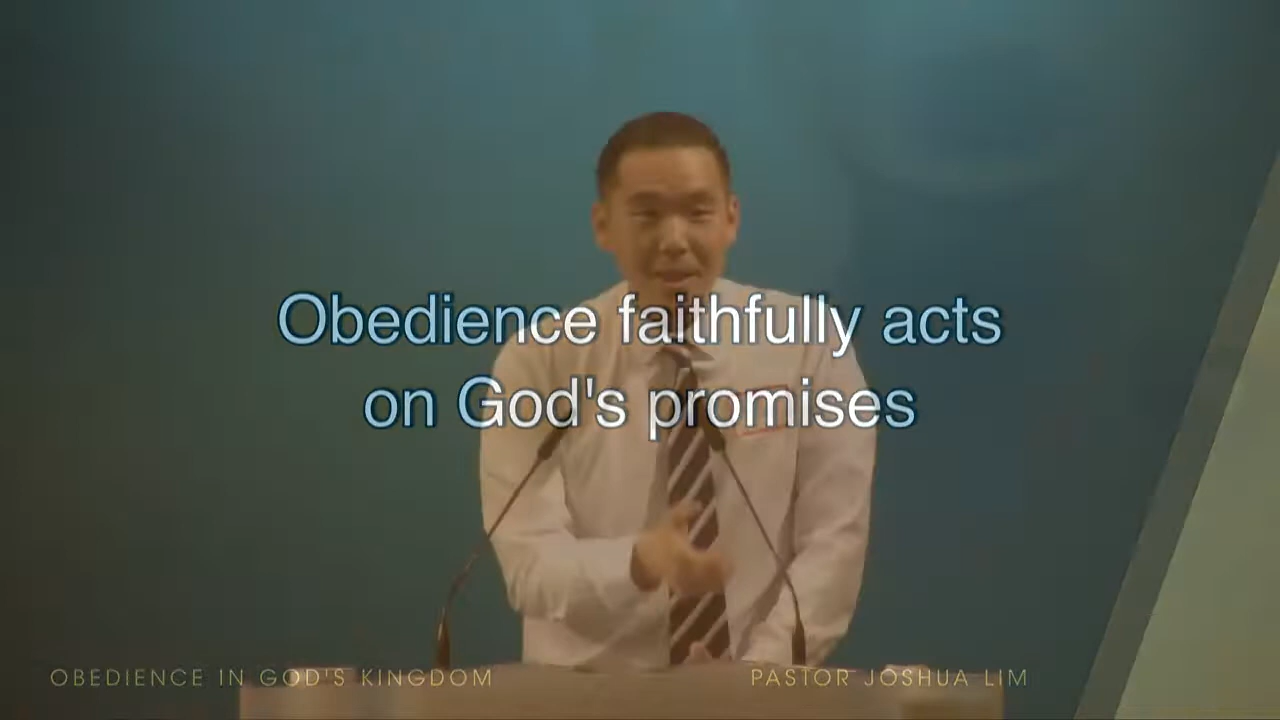 Obedience faithfully acts
on God's promises
OBEDIENCE IN GOD'S KINGDOM
PASTOR JOSHUA LIM